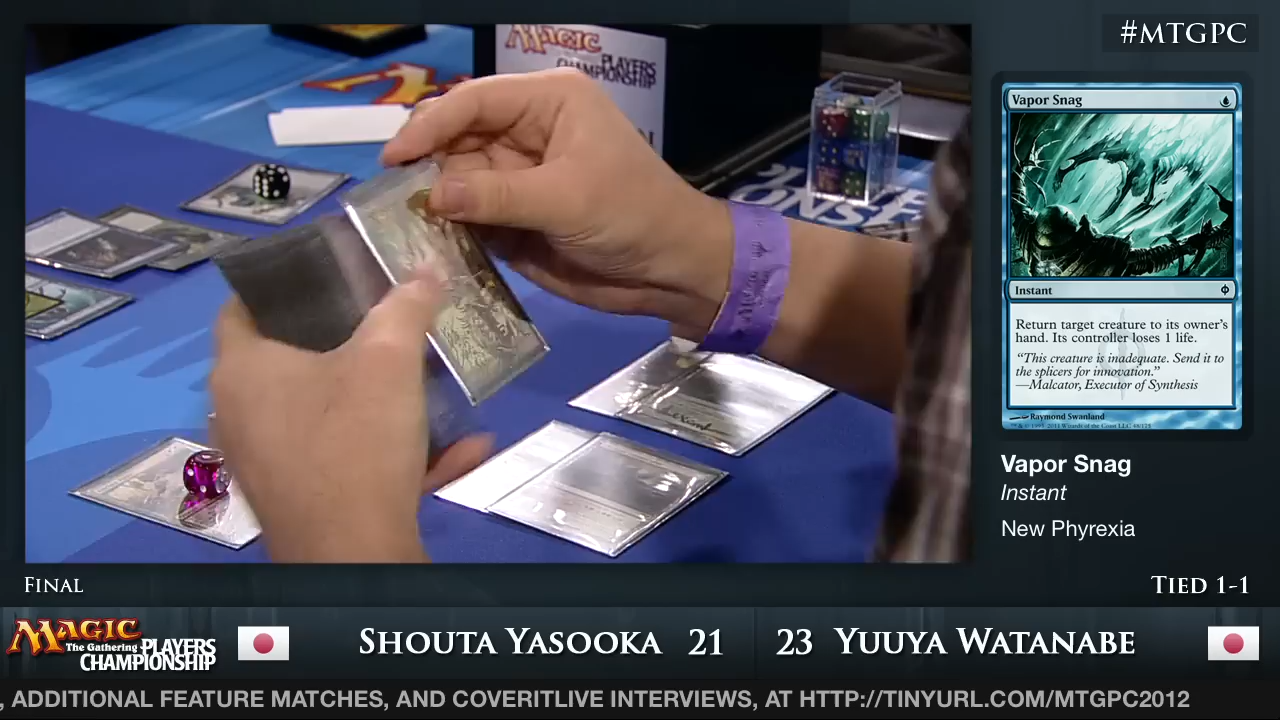 #MTGPC
MAGIC
PLAYERS
CHAMPIONSHIP
Vapor Snag
Instant
Return target creature to its owner's
hand. Its controller loses 1 life.
“This creature is inadequate. Send it to
the splicers for innovation.”
—Malcator, Executor of Synthesis
Raymond Swanland
Vapor Snag
Instant
New Phyrexia
FINAL
TIED 1-1
MAGIC
The Gathering
PLAYERS
CHAMPIONSHIP
SHOUTA YASOOKA 21
23 YUUYA WATANABE
, ADDITIONAL FEATURE MATCHES, AND COVERITLIVE INTERVIEWS, AT HTTP://TINYURL.COM/MTGPC2012